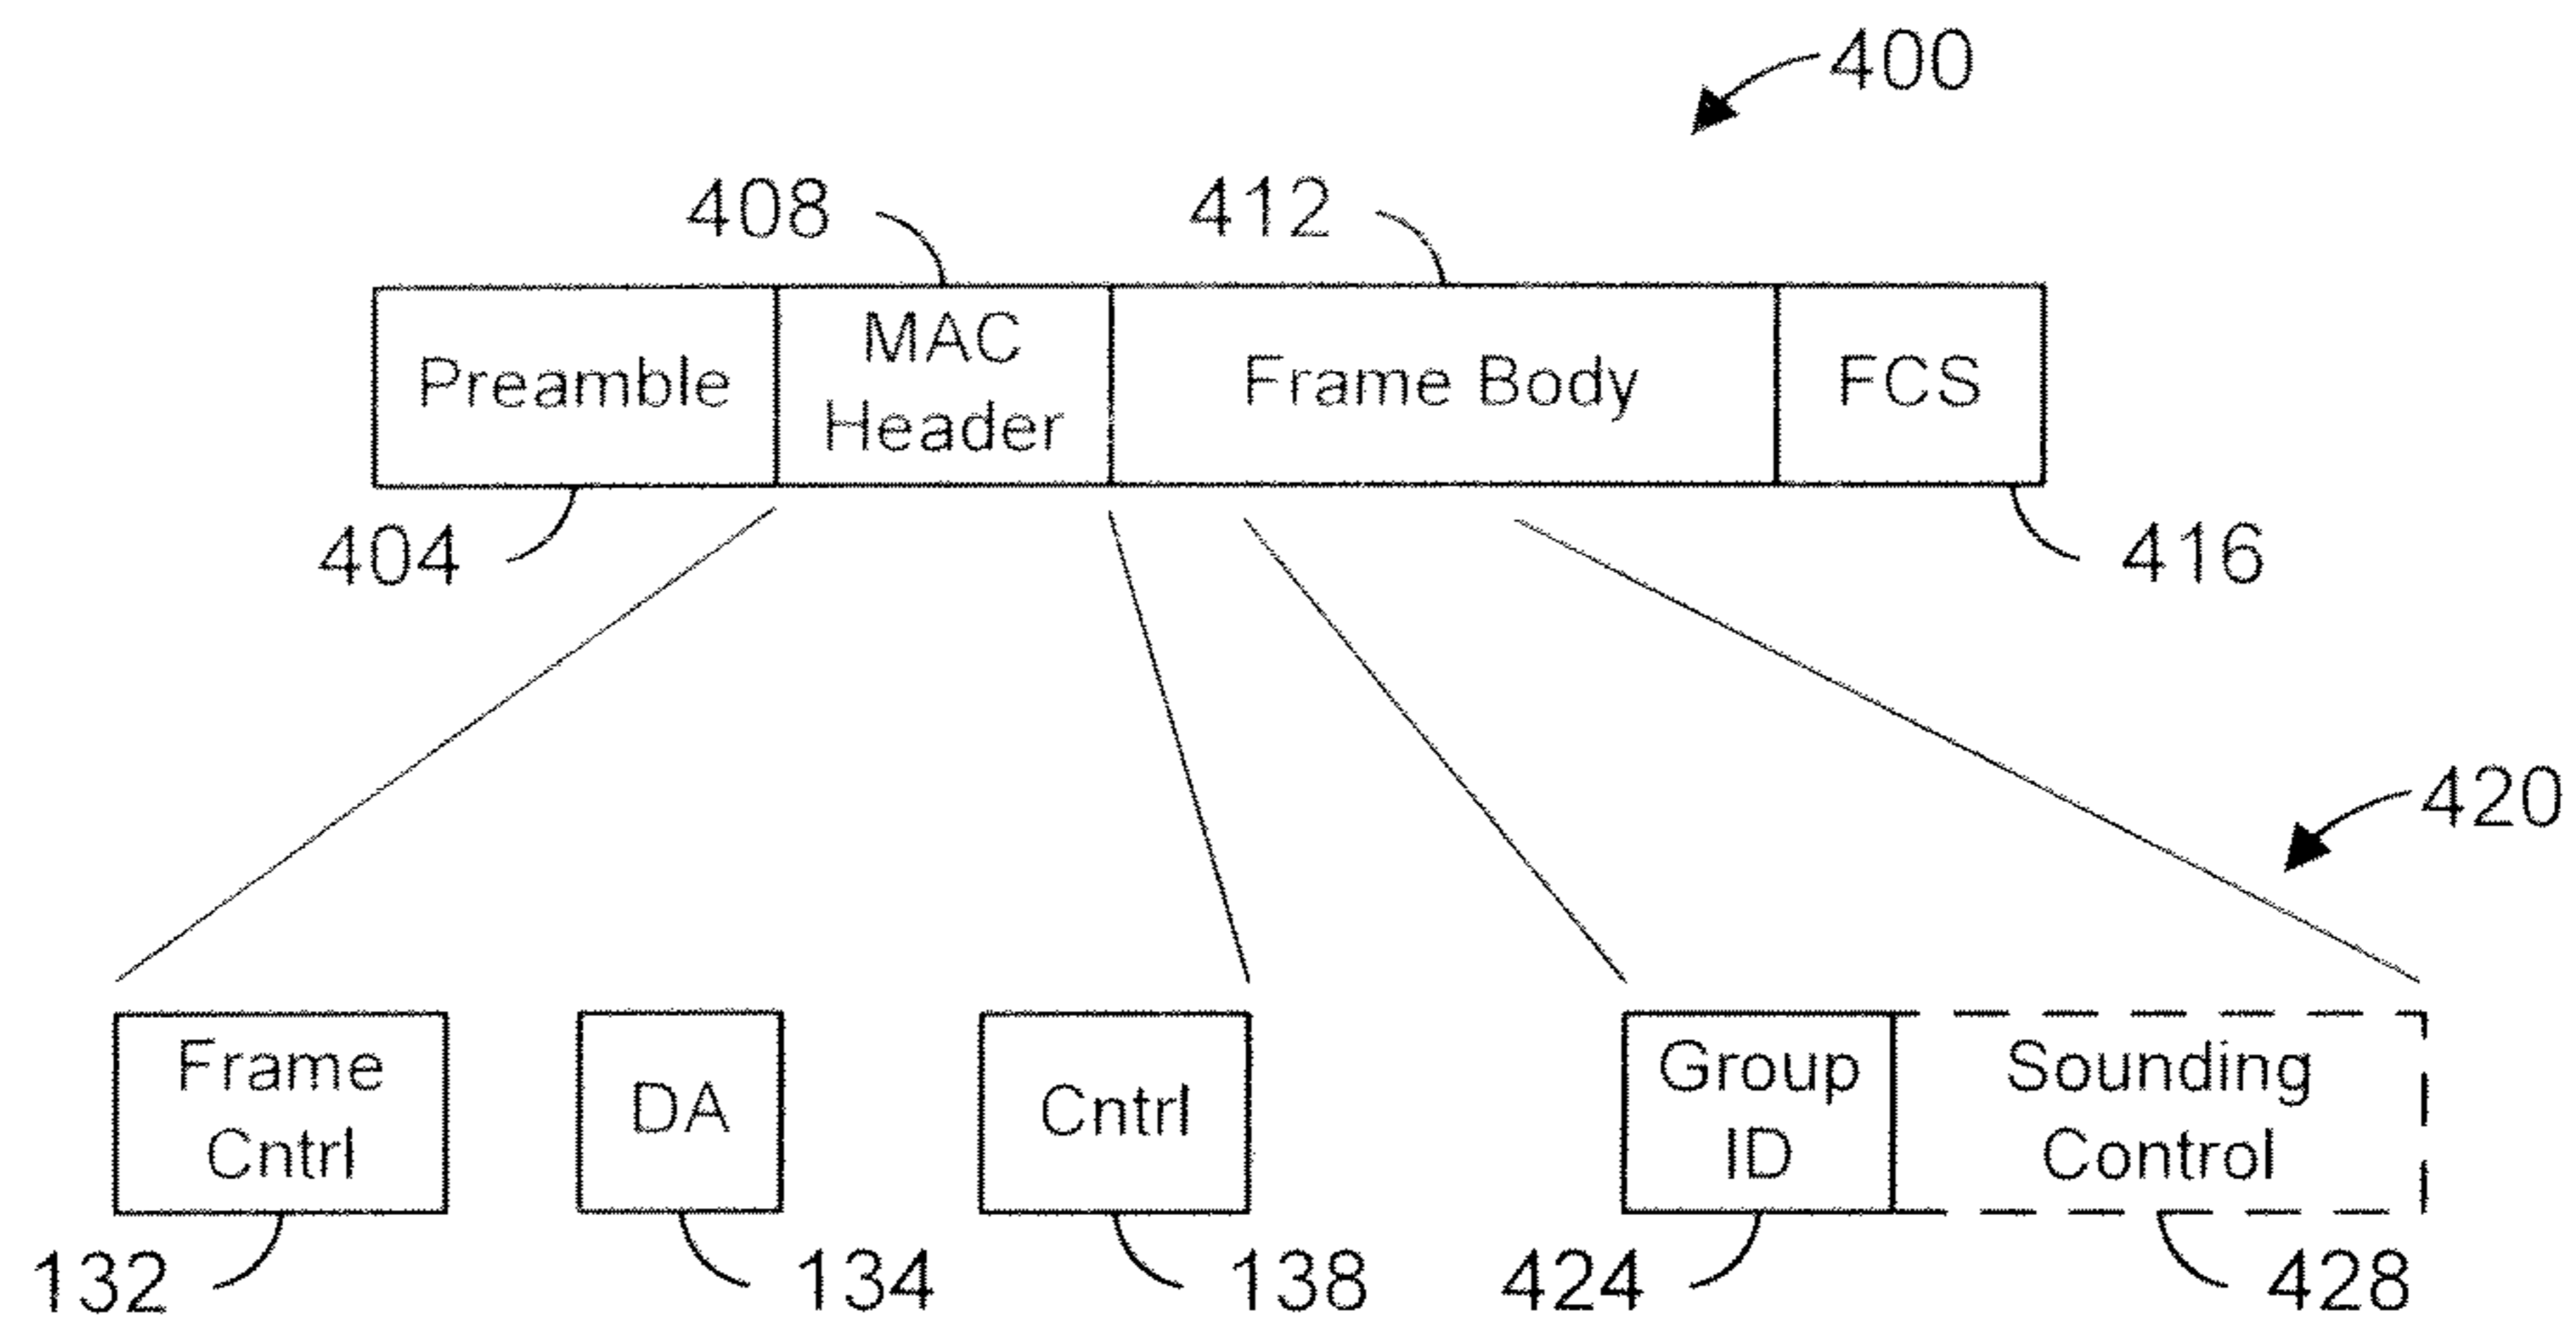 400
408
412
Preamble
MAC
Header
Frame Body
FCS
404
416
420
Frame
Cntrl
DA
Cntrl
Group
ID
Sounding
Control
132
134
138
424
428